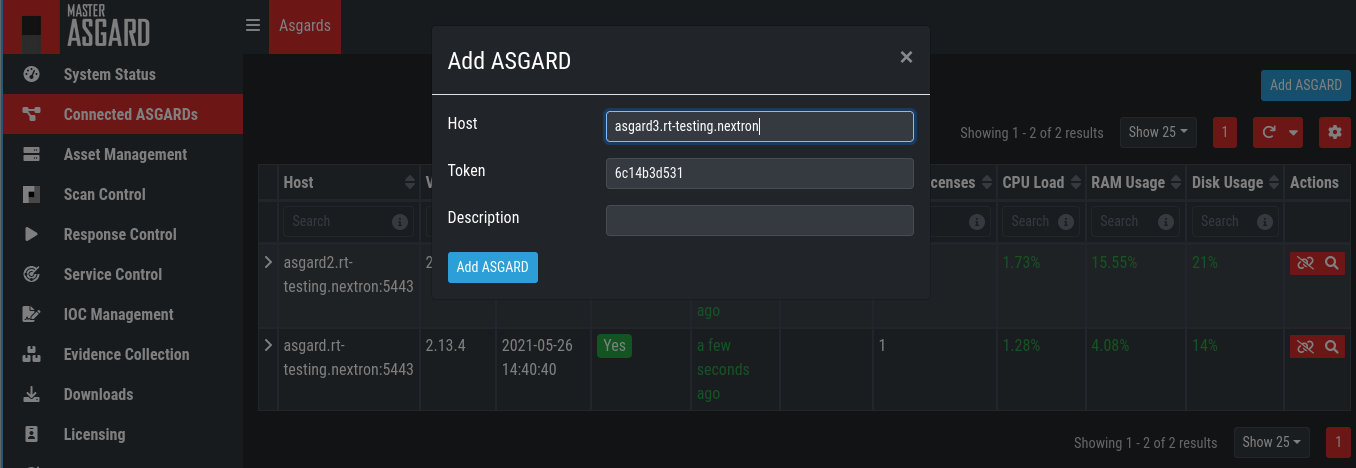 MASTER
ASGARD
Asgards
System Status
Connected ASGARDs
Asset Management
Scan Control
Response Control
Service Control
IOC Management
Evidence Collection
Downloads
Licensing
Add ASGARD
×
Host
asgard3.rt-testing.nextron
Token
6c14b3d531
Description
Add ASGARD
Add ASGARD
Showing 1 - 2 of 2 results
Show 25
1
Host
V
censes
CPU Load
RAM Usage
Disk Usage
Actions
Search
Search
Search
Search
asgard2.rt-
testing.nextron:5443
2
ago
1.73%
15.55%
21%
asgard.rt-
testing.nextron:5443
2.13.4
2021-05-26
14:40:40
Yes
a few
seconds
ago
1
1.28%
4.08%
14%
Showing 1 - 2 of 2 results
Show 25
1